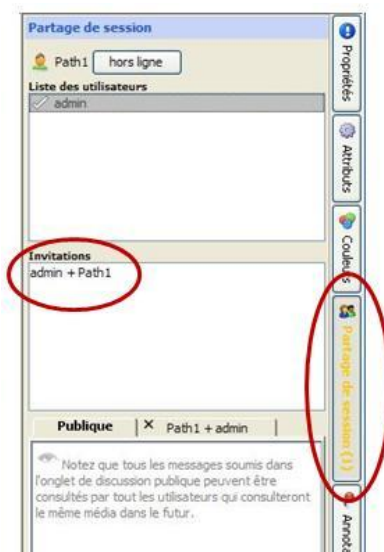 Partage de session
Path1 hors ligne
Liste des utilisateurs
admin
Invitations
admin + Path1
Publique × Path1 + admin
Notez que tous les messages soumis dans
l'onglet de discussion publique peuvent être
consultés par tout les utilisateurs qui consulteront
le même média dans le futur.
Propriétés
Attributs
Couleurs
Partage de session (1)
Annot